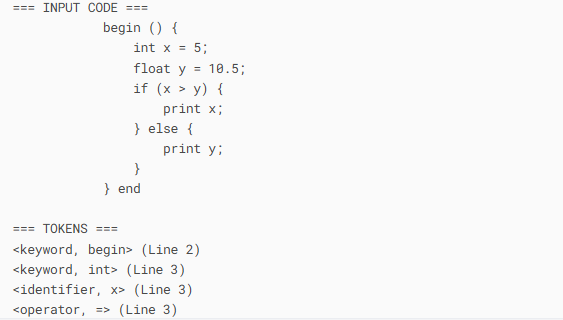 === INPUT CODE ===
begin () {
int x = 5;
float y = 10.5;
if (x > y) {
print x;
} else {
print y;
}
} end
=== TOKENS ===
<keyword, begin> (Line 2)
<keyword, int> (Line 3)
<identifier, x> (Line 3)
<operator, => (Line 3)